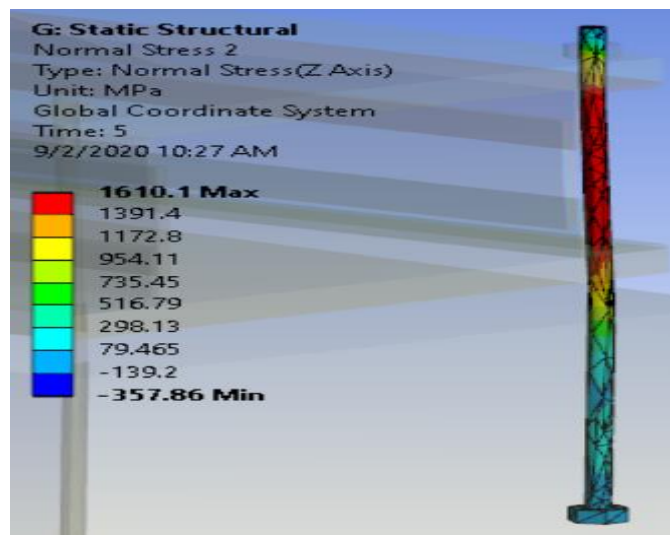 G: Static Structural
Normal Stress 2
Type: Normal Stress(Z Axis)
Unit: MPa
Global Coordinate System
Time: 5
9/2/2020 10:27 AM
1610.1 Max
1391.4
1172.8
954.11
735.45
516.79
298.13
79.465
-139.2
-357.86 Min